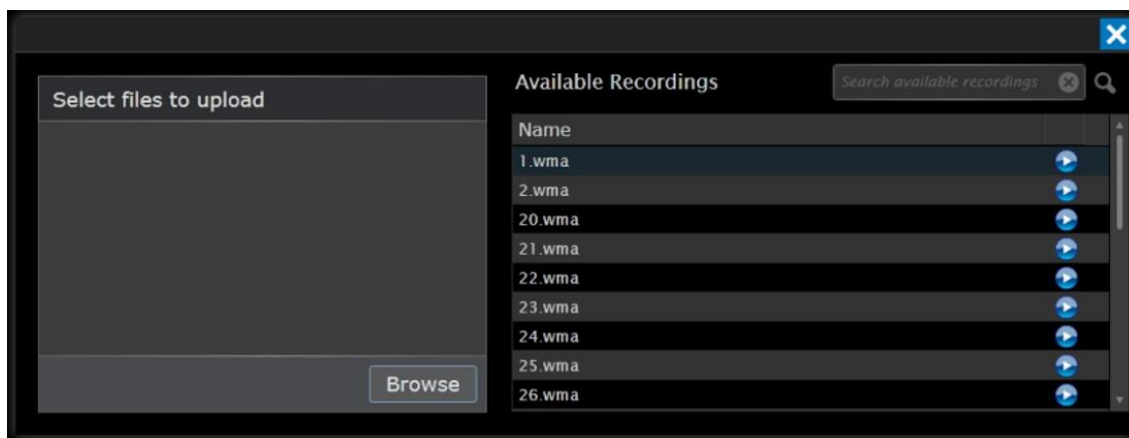 Select files to upload
Browse
Available Recordings
Search available recordings
Name
1.wma
2.wma
20.wma
21.wma
22.wma
23.wma
24.wma
25.wma
26.wma